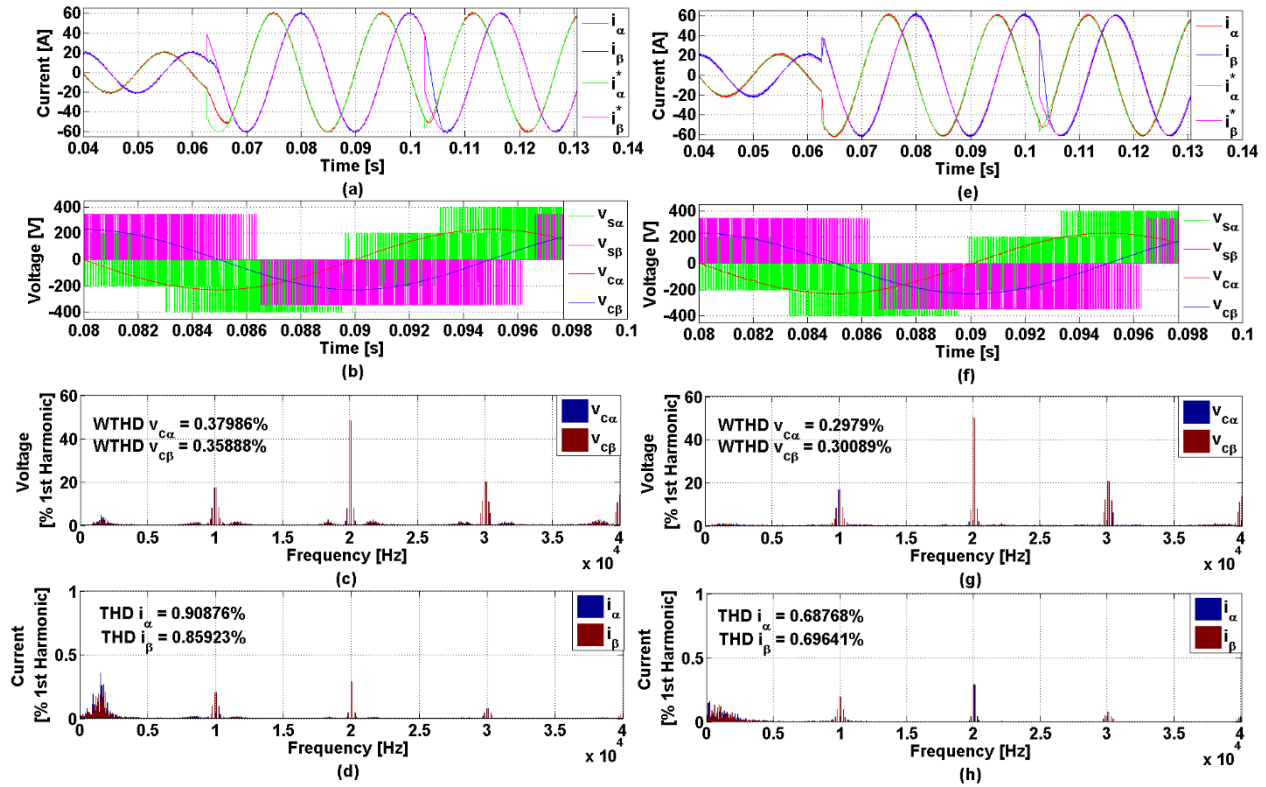 Current [A]
60
40
20
0
-20
-40
-60
0.04 0.05 0.06 0.07 0.08 0.09 0.1 0.11 0.12 0.13 0.14
Time [s]
(a)
iα
iβ
i*α
i*β
Current [A]
60
40
20
0
-20
-40
-60
0.04 0.05 0.06 0.07 0.08 0.09 0.1 0.11 0.12 0.13 0.14
Time [s]
(e)
iα
iβ
i*α
i*β
Voltage [V]
400
200
0
-200
-400
0.08 0.082 0.084 0.086 0.088 0.09 0.092 0.094 0.096 0.098 0.1
Time [s]
(b)
vSα
vSβ
vCα
vCβ
Voltage [V]
400
200
0
-200
-400
0.08 0.082 0.084 0.086 0.088 0.09 0.092 0.094 0.096 0.098 0.1
Time [s]
(f)
vSα
vSβ
vCα
vCβ
Voltage
[% 1st Harmonic]
60
40
20
0
WTHD vcα = 0.37986%
WTHD vcβ = 0.35888%
vcα
vcβ
0 0.5 1 1.5 2 2.5 3 3.5 4
Frequency [Hz]
x 10^4
(c)
Voltage
[% 1st Harmonic]
60
40
20
0
WTHD vcα = 0.2979%
WTHD vcβ = 0.30089%
vcα
vcβ
0 0.5 1 1.5 2 2.5 3 3.5 4
Frequency [Hz]
x 10^4
(g)
Current
[% 1st Harmonic]
1
0.5
0
THD iα = 0.90876%
THD iβ = 0.85923%
iα
iβ
0 0.5 1 1.5 2 2.5 3 3.5 4
Frequency [Hz]
x 10^4
(d)
Current
[% 1st Harmonic]
1
0.5
0
THD iα = 0.68768%
THD iβ = 0.69641%
iα
iβ
0 0.5 1 1.5 2 2.5 3 3.5 4
Frequency [Hz]
x 10^4
(h)